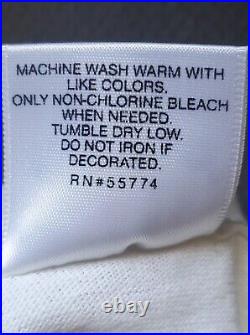 MACHINE WASH WARM WITH
LIKE COLORS.
ONLY NON-CHLORINE BLEACH
WHEN NEEDED.
TUMBLE DRY LOW.
DO NOT IRON IF
DECORATED.
RN#55774